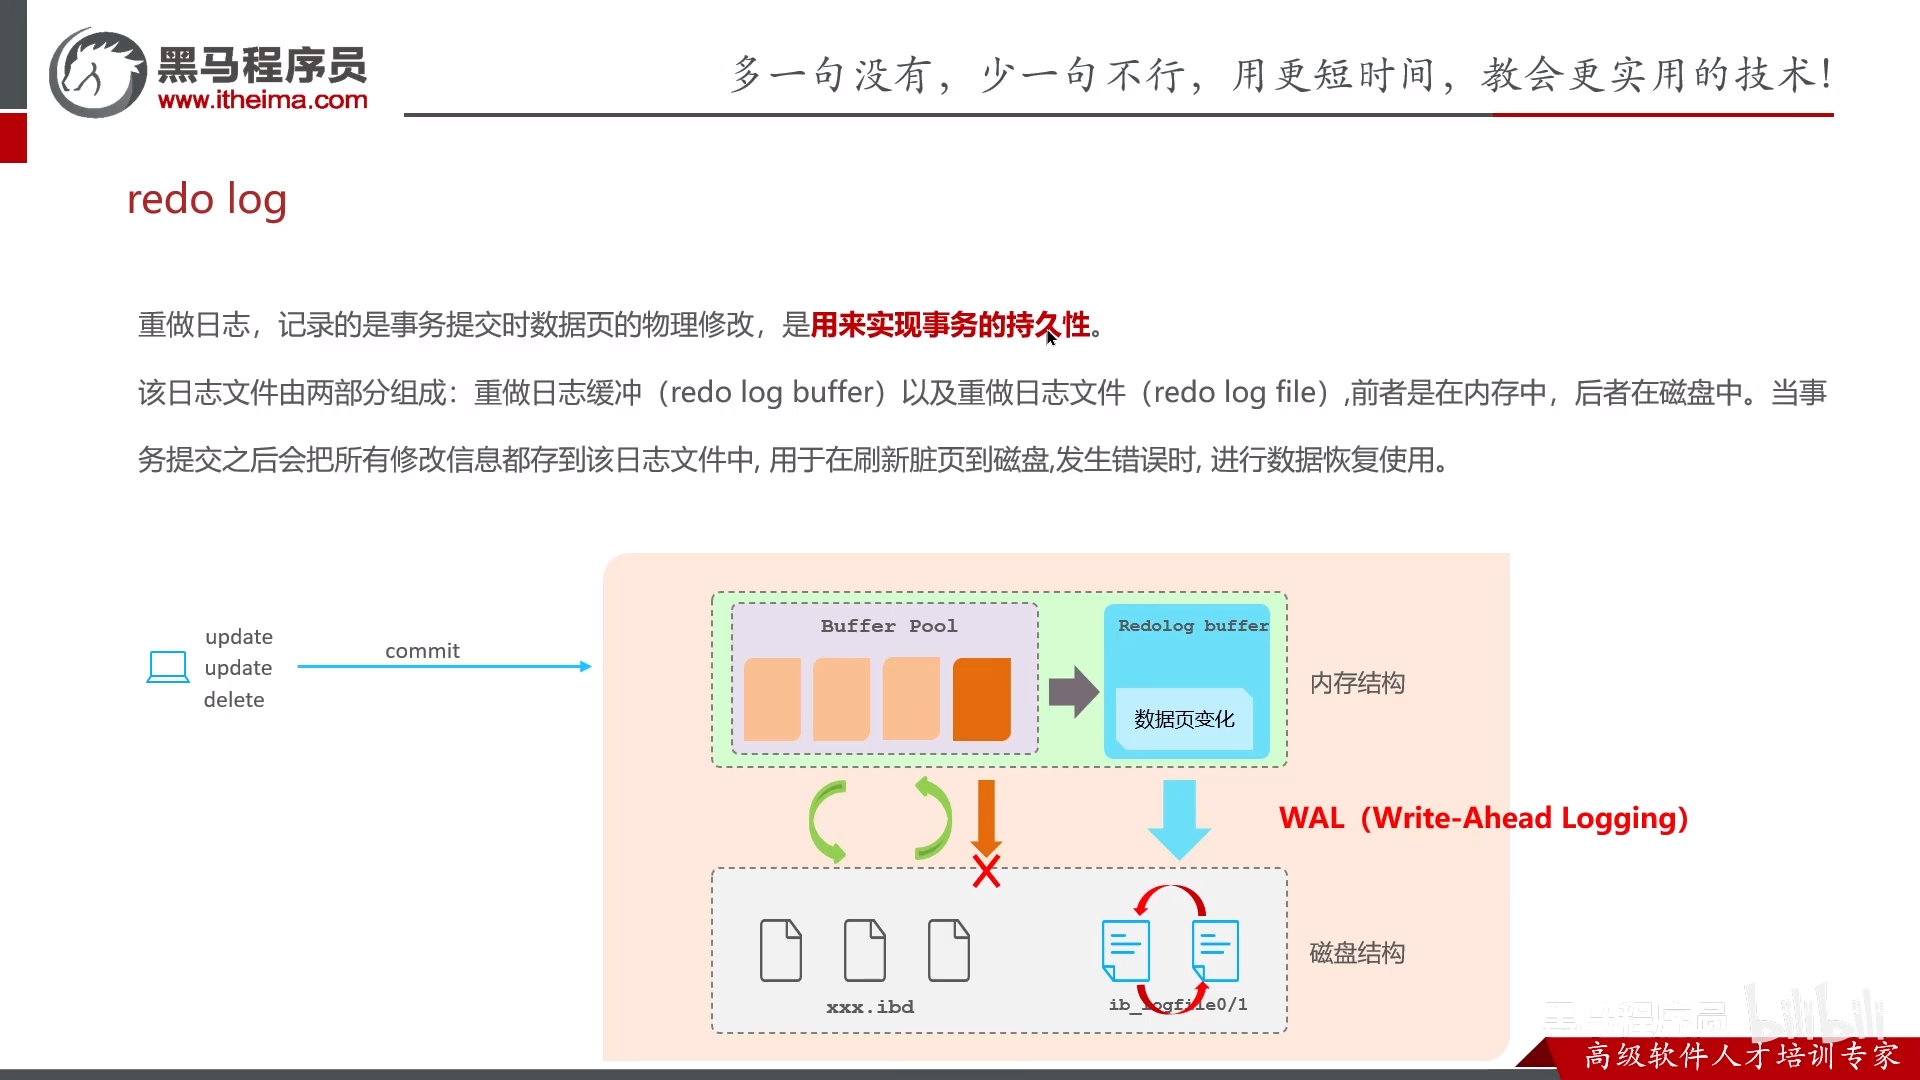 黑马程序员
www.itheima.com
多一句没有，少一句不行，用更短时间，教会更实用的技术！
redo log
重做日志，记录的是事务提交时数据页的物理修改，是用来实现事务的持久性。
该日志文件由两部分组成：重做日志缓冲（redo log buffer）以及重做日志文件（redo log file）,前者是在内存中，后者在磁盘中。当事
务提交之后会把所有修改信息都存到该日志文件中, 用于在刷新脏页到磁盘,发生错误时, 进行数据恢复使用。
update
update
delete
commit
Buffer Pool
Redolog buffer
数据页变化
内存结构
WAL（Write-Ahead Logging）
xxx.ibd
ib_logfile0/1
磁盘结构
黑马程序员
bilibili
高级软件人才培训专家